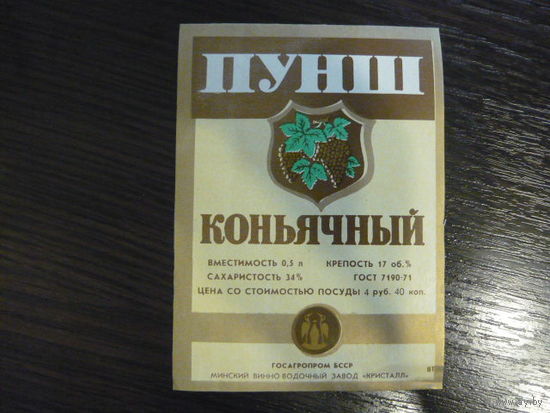 ПУНШ
КОНЬЯЧНЫЙ
ВМЕСТИМОСТЬ 0,5 л КРЕПОСТЬ 17 об.%
САХАРИСТОСТЬ 34% ГОСТ 7190-71
ЦЕНА СО СТОИМОСТЬЮ ПОСУДЫ 4 руб. 40 коп.
ГОСАГРОПРОМ БССР
МИНСКИЙ ВИННО-ВОДОЧНЫЙ ЗАВОД «КРИСТАЛЛ»